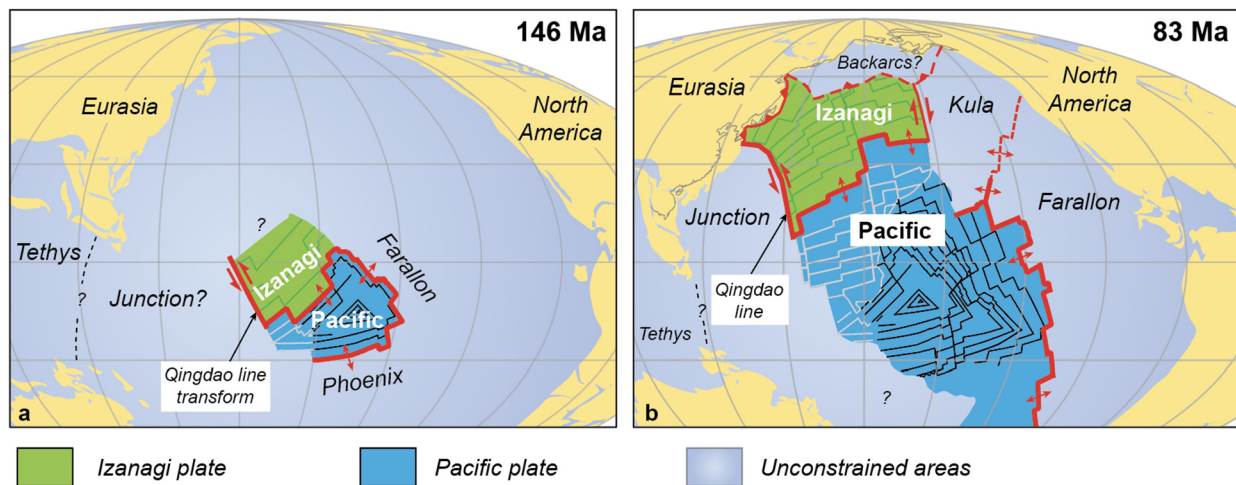 146 Ma
Eurasia
North
America
?
Tethys
?
Junction?
Izanagi
Farallon
Pacific
Qingdao line
transform
Phoenix
a
83 Ma
Backarcs?
Eurasia
North
America
Izanagi
Kula
Junction
Pacific
Farallon
Qingdao
line
?
Tethys
?
b
Izanagi plate
Pacific plate
Unconstrained areas